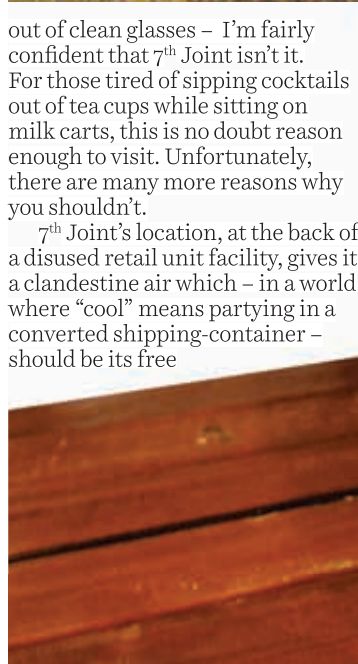 out of clean glasses –  I’m fairly
confident that 7th Joint isn’t it.
For those tired of sipping cocktails
out of tea cups while sitting on
milk carts, this is no doubt reason
enough to visit. Unfortunately,
there are many more reasons why
you shouldn’t.
7th Joint’s location, at the back of
a disused retail unit facility, gives it
a clandestine air which – in a world
where “cool” means partying in a
converted shipping-container –
should be its free